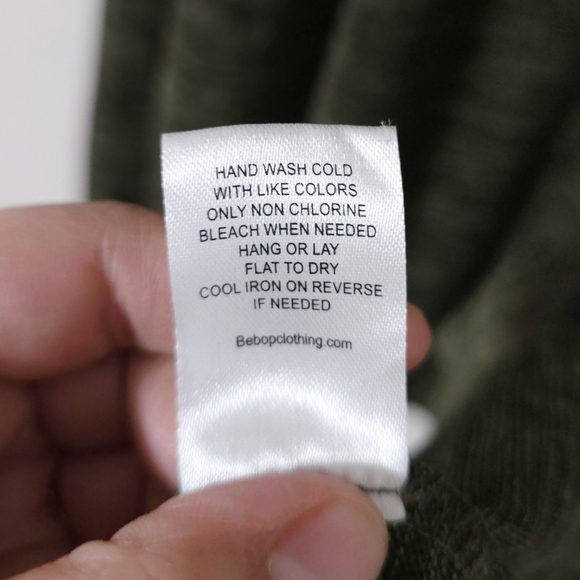 HAND WASH COLD
WITH LIKE COLORS
ONLY NON CHLORINE
BLEACH WHEN NEEDED
HANG OR LAY
FLAT TO DRY
COOL IRON ON REVERSE
IF NEEDED
Bebopclothing.com